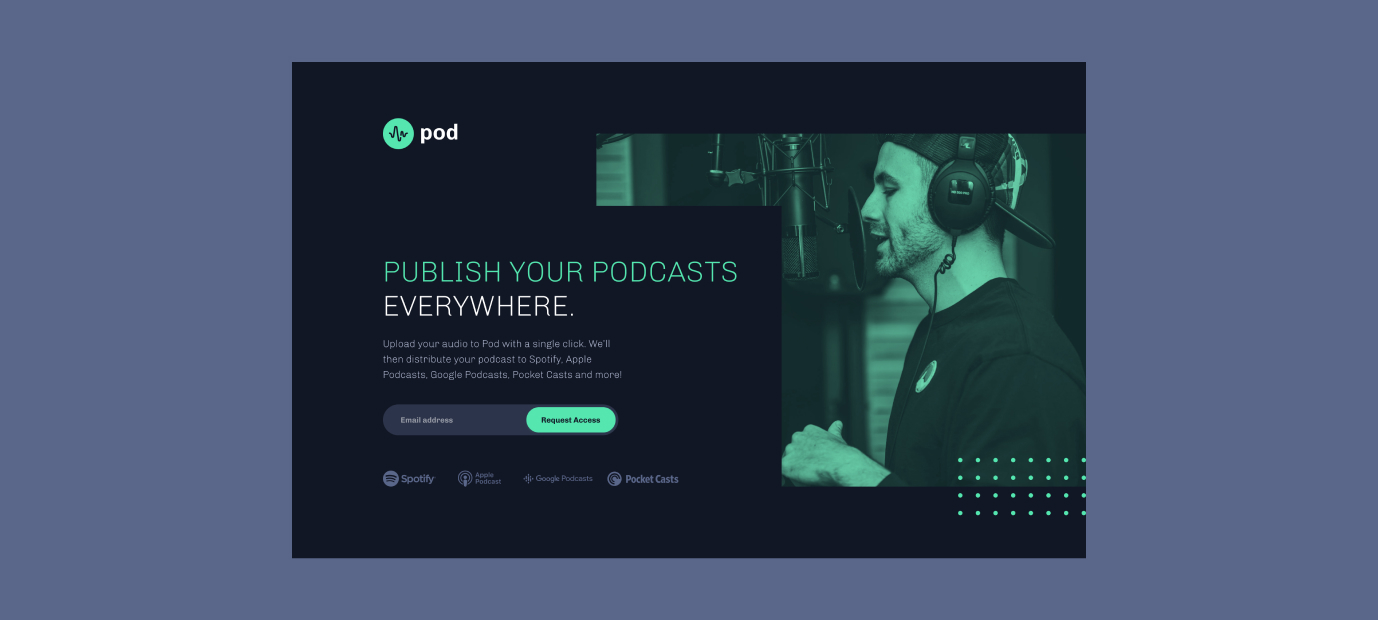 pod
PUBLISH YOUR PODCASTS
EVERYWHERE.
Upload your audio to Pod with a single click. We’ll
then distribute your podcast to Spotify, Apple
Podcasts, Google Podcasts, Pocket Casts and more!
Email address
Request Access
Spotify
Apple
Podcast
Google Podcasts
Pocket Casts